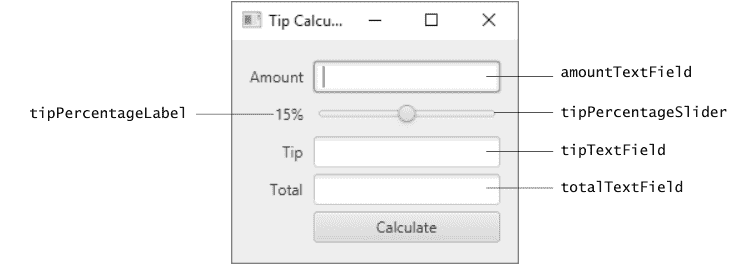 Tip Calcu...
Amount
amountTextField
tipPercentageLabel
15%
tipPercentageSlider
Tip
tipTextField
Total
totalTextField
Calculate